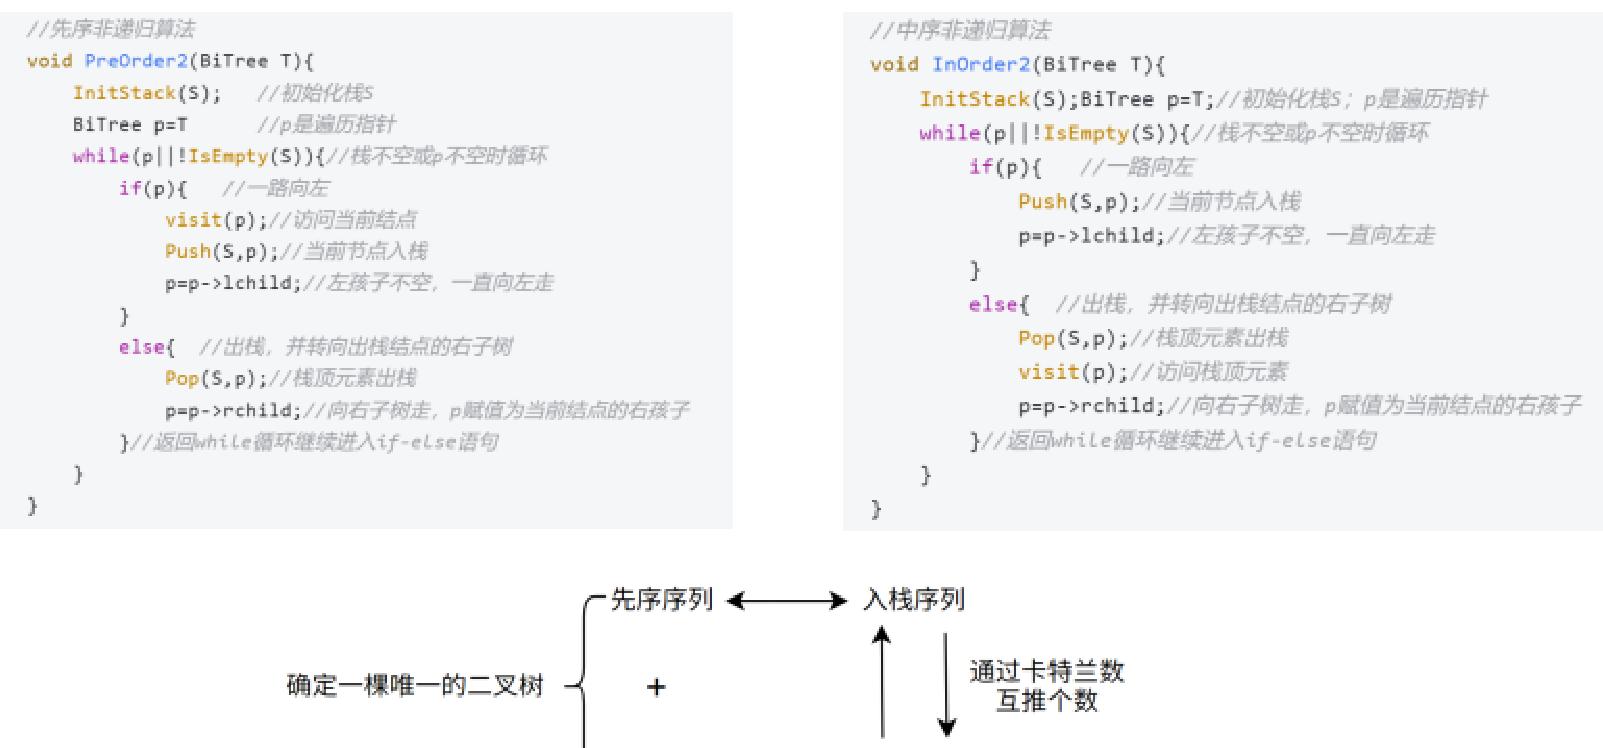 //先序非递归算法
void PreOrder2(BiTree T){
InitStack(S);   //初始化栈S
BiTree p=T      //p是遍历指针
while(p||!IsEmpty(S)){//栈不空或p不空时循环
if(p){   //一路向左
visit(p);//访问当前结点
Push(S,p);//当前节点入栈
p=p->lchild;//左孩子不空，一直向左走
}
else{  //出栈，并转向出栈结点的右子树
Pop(S,p);//栈顶元素出栈
p=p->rchild;//向右子树走，p赋值为当前结点的右孩子
}//返回while循环继续进入if-else语句
}
}
//中序非递归算法
void InOrder2(BiTree T){
InitStack(S);BiTree p=T;//初始化栈S；p是遍历指针
while(p||!IsEmpty(S)){//栈不空或p不空时循环
if(p){   //一路向左
Push(S,p);//当前节点入栈
p=p->lchild;//左孩子不空，一直向左走
}
else{  //出栈，并转向出栈结点的右子树
Pop(S,p);//栈顶元素出栈
visit(p);//访问栈顶元素
p=p->rchild;//向右子树走，p赋值为当前结点的右孩子
}//返回while循环继续进入if-else语句
}
}
先序序列
入栈序列
确定一棵唯一的二叉树
+
通过卡特兰数
互推个数